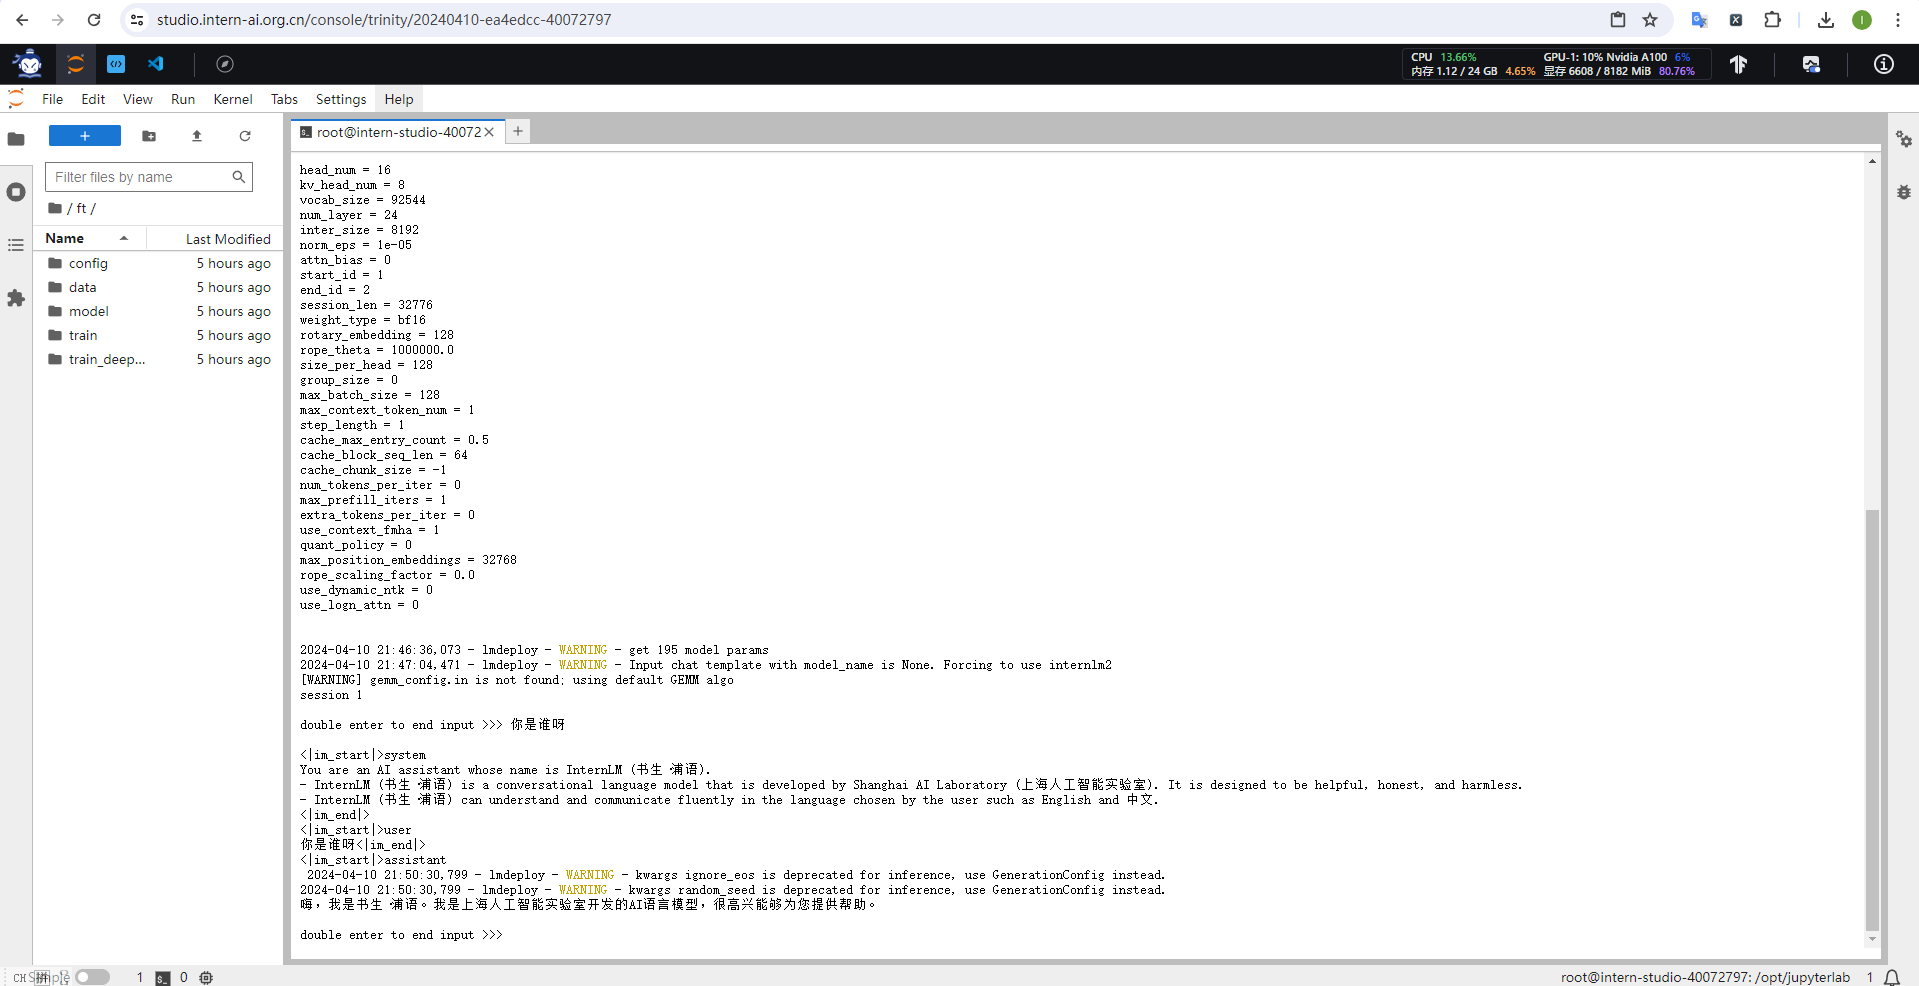 studio.intern-ai.org.cn/console/trinity/20240410-ea4edcc-40072797
CPU 13.66% GPU-1: 10% Nvidia A100 6%
内存 1.12 / 24 GB 4.65% 显存 6608 / 8182 MiB 80.76%
File Edit View Run Kernel Tabs Settings Help
root@intern-studio-40072
Filter files by name
/ ft /
Name Last Modified
config 5 hours ago
data 5 hours ago
model 5 hours ago
train 5 hours ago
train_deep... 5 hours ago
head_num = 16
kv_head_num = 8
vocab_size = 92544
num_layer = 24
inter_size = 8192
norm_eps = 1e-05
attn_bias = 0
start_id = 1
end_id = 2
session_len = 32776
weight_type = bf16
rotary_embedding = 128
rope_theta = 1000000.0
size_per_head = 128
group_size = 0
max_batch_size = 128
max_context_token_num = 1
step_length = 1
cache_max_entry_count = 0.5
cache_block_seq_len = 64
cache_chunk_size = -1
num_tokens_per_iter = 0
max_prefill_iters = 1
extra_tokens_per_iter = 0
use_context_fmha = 1
quant_policy = 0
max_position_embeddings = 32768
rope_scaling_factor = 0.0
use_dynamic_ntk = 0
use_logn_attn = 0
2024-04-10 21:46:36,073 - lmdeploy - WARNING - get 195 model params
2024-04-10 21:47:04,471 - lmdeploy - WARNING - Input chat template with model_name is None. Forcing to use internlm2
[WARNING] gemm_config.in is not found; using default GEMM algo
session 1
double enter to end input >>> 你是谁呀
<|im_start|>system
You are an AI assistant whose name is InternLM (书生·浦语).
- InternLM (书生·浦语) is a conversational language model that is developed by Shanghai AI Laboratory (上海人工智能实验室). It is designed to be helpful, honest, and harmless.
- InternLM (书生·浦语) can understand and communicate fluently in the language chosen by the user such as English and 中文.
<|im_end|>
<|im_start|>user
你是谁呀<|im_end|>
<|im_start|>assistant
2024-04-10 21:50:30,799 - lmdeploy - WARNING - kwargs ignore_eos is deprecated for inference, use GenerationConfig instead.
2024-04-10 21:50:30,799 - lmdeploy - WARNING - kwargs random_seed is deprecated for inference, use GenerationConfig instead.
嗨，我是书生·浦语。我是上海人工智能实验室开发的AI语言模型，很高兴能够为您提供帮助。
double enter to end input >>>
CH Simple 1 0 root@intern-studio-40072797: /opt/jupyterlab 1